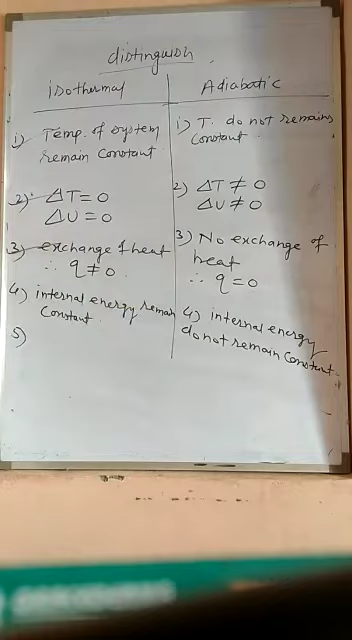 distinguish
isothermal
Adiabatic
1) Temp. of system
remain Constant
1) T. do not remains
Constant
2) ΔT = 0
ΔU = 0
2) ΔT ≠ 0
ΔU ≠ 0
3) exchange of heat
∴ q ≠ 0
3) No exchange of
heat
∴ q = 0
4) internal energy remain
Constant
4) internal energy
do not remain Constant.
5)